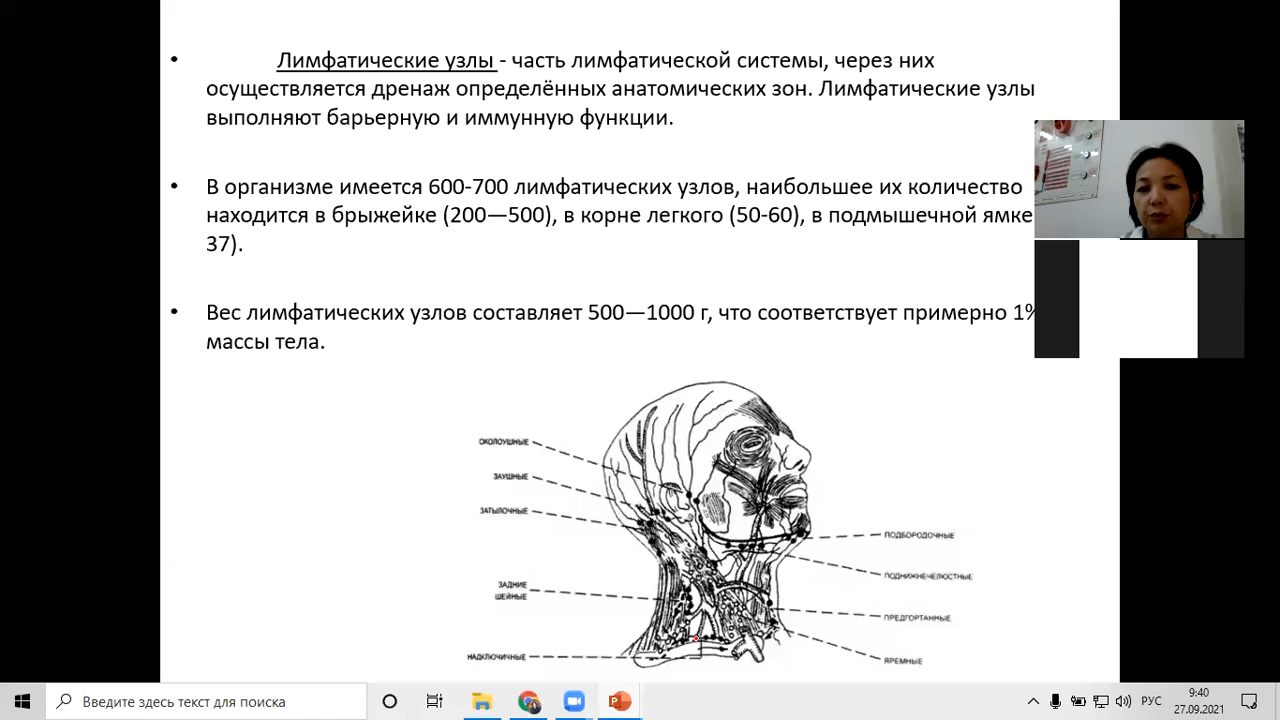 • Лимфатические узлы - часть лимфатической системы, через них
осуществляется дренаж определённых анатомических зон. Лимфатические узлы
выполняют барьерную и иммунную функции.
• В организме имеется 600-700 лимфатических узлов, наибольшее их количество
находится в брыжейке (200—500), в корне легкого (50-60), в подмышечной ямке
37).
• Вес лимфатических узлов составляет 500—1000 г, что соответствует примерно 1%
массы тела.
ОКОЛОУШНЫЕ
ЗАУШНЫЕ
ЗАТЫЛОЧНЫЕ
ЗАДНИЕ
ШЕЙНЫЕ
НАДКЛЮЧИЧНЫЕ
ПОДБОРОДОЧНЫЕ
ПОДНИЖНЕЧЕЛЮСТНЫЕ
ПРЕДГОРТАННЫЕ
ЯРЕМНЫЕ
Введите здесь текст для поиска
РУС
9:40
27.09.2021